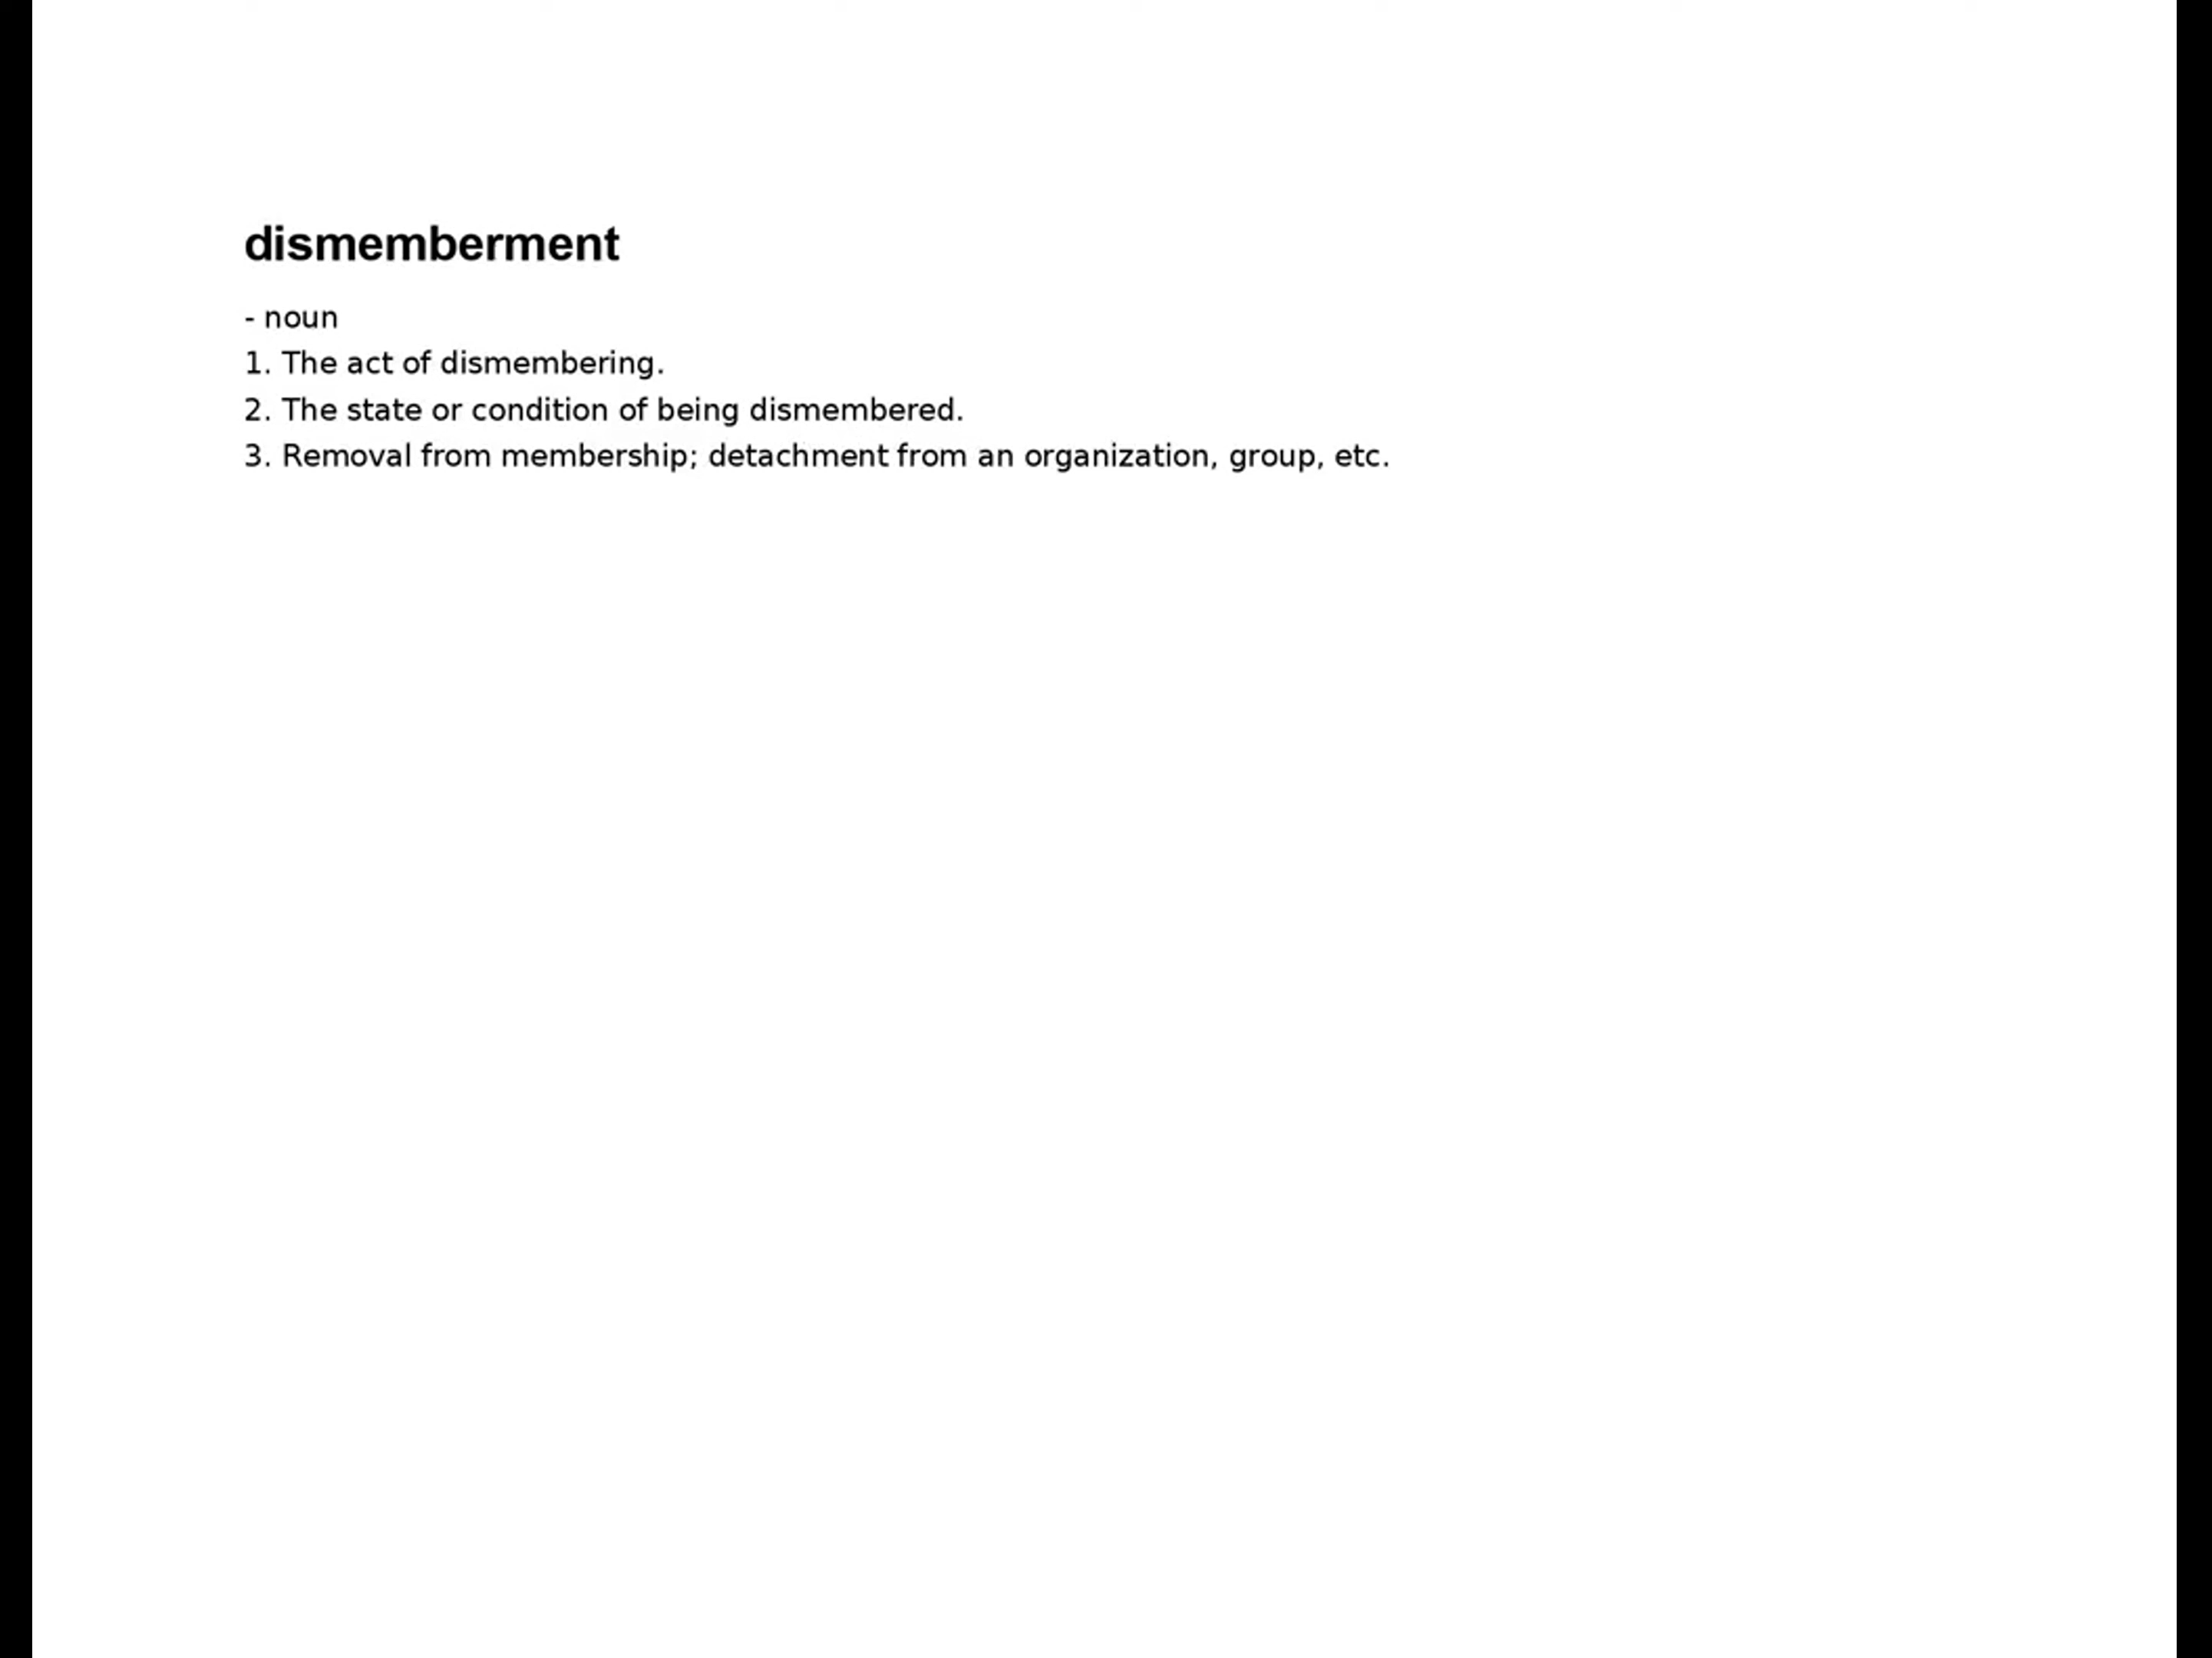 dismemberment
- noun
1. The act of dismembering.
2. The state or condition of being dismembered.
3. Removal from membership; detachment from an organization, group, etc.